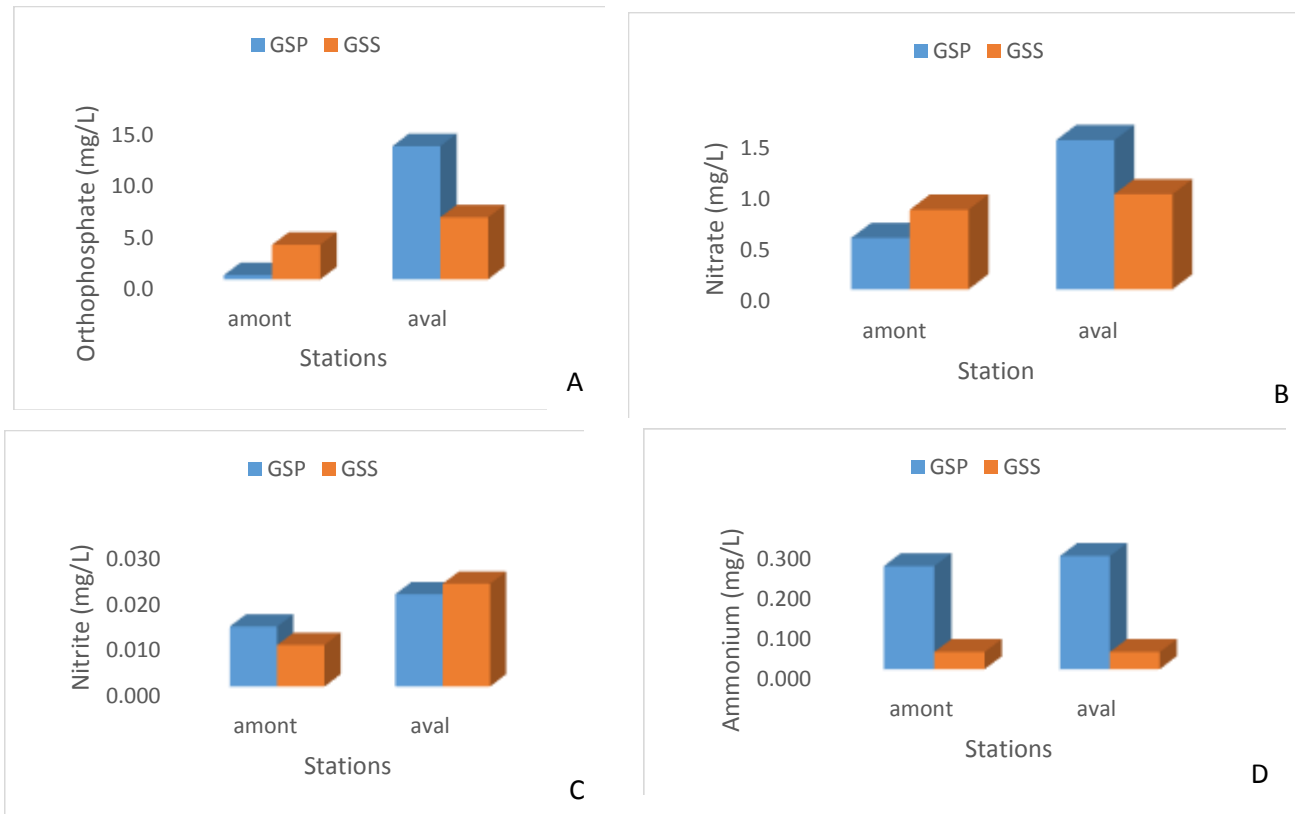 GSP GSS
Orthophosphate (mg/L)
15.0
10.0
5.0
0.0
amont aval
Stations
A
GSP GSS
Nitrate (mg/L)
1.5
1.0
0.5
0.0
amont aval
Station
B
GSP GSS
Nitrite (mg/L)
0.030
0.020
0.010
0.000
amont aval
Stations
C
GSP GSS
Ammonium (mg/L)
0.300
0.200
0.100
0.000
amont aval
Stations
D